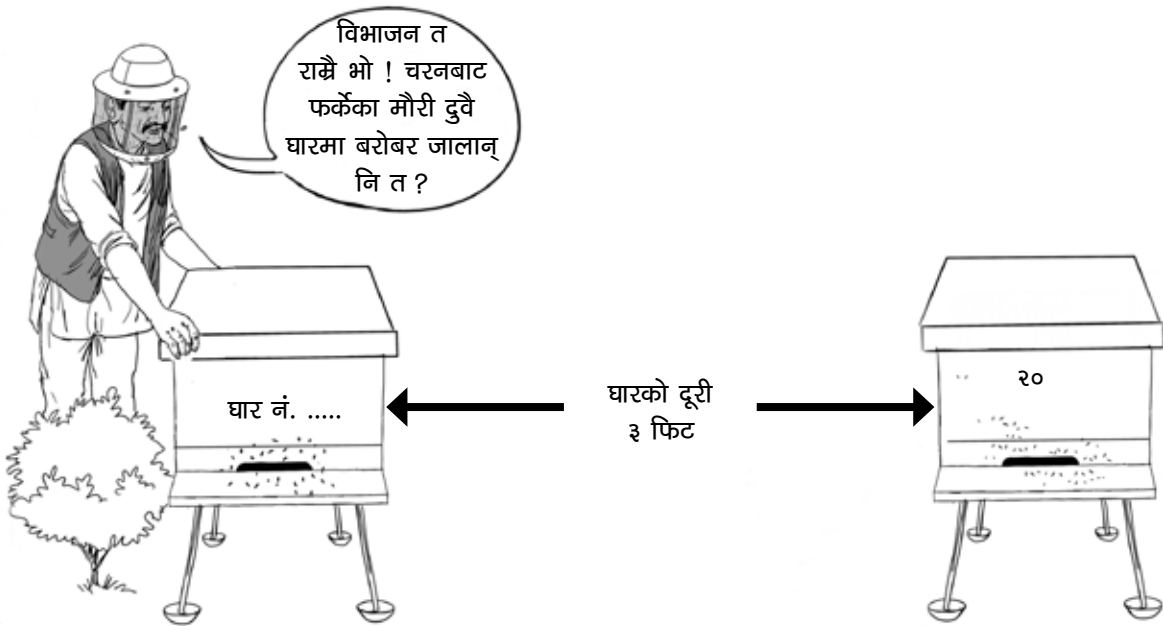 विभाजन त
राम्रै भो ! चरनबाट
फर्केका मौरी दुवै
घारमा बरोबर जालान्
नि त ?
घार नं. .....
घारको दूरी
३ फिट
२०